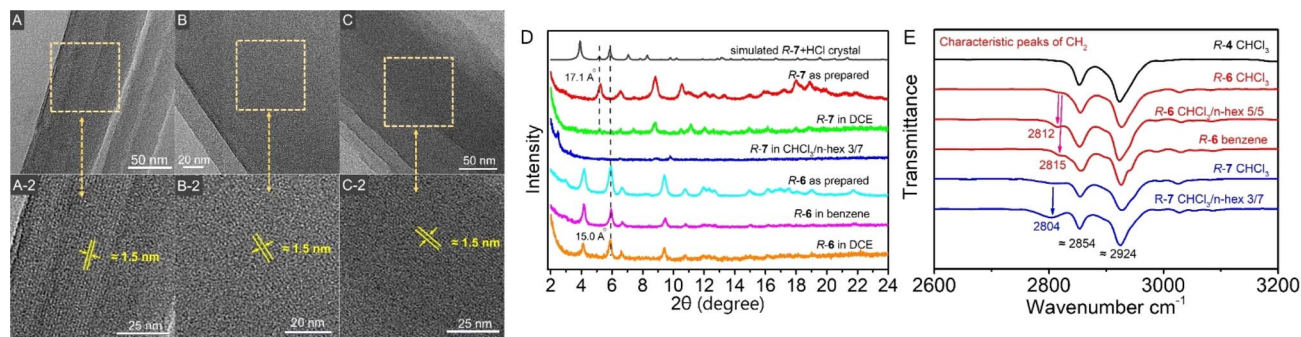 A
50 nm
B
20 nm
C
50 nm
A-2
≈ 1.5 nm
25 nm
B-2
≈ 1.5 nm
20 nm
C-2
≈ 1.5 nm
25 nm
D
simulated R-7+HCl crystal
17.1 A°
R-7 as prepared
R-7 in DCE
R-7 in CHCl3/n-hex 3/7
R-6 as prepared
R-6 in benzene
15.0 A°
R-6 in DCE
Intensity
2 4 6 8 10 12 14 16 18 20 22 24
2θ (degree)
E
Characteristic peaks of CH2
R-4 CHCl3
R-6 CHCl3
R-6 CHCl3/n-hex 5/5
2812
R-6 benzene
2815
R-7 CHCl3
R-7 CHCl3/n-hex 3/7
2804
≈ 2854
≈ 2924
Transmittance
2600 2800 3000 3200
Wavenumber cm-1